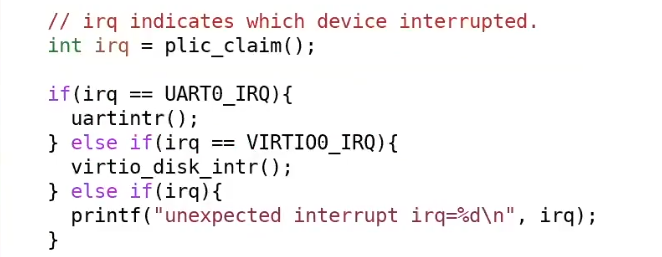 // irq indicates which device interrupted.
int irq = plic_claim();

if(irq == UART0_IRQ){
  uartintr();
} else if(irq == VIRTIO0_IRQ){
  virtio_disk_intr();
} else if(irq){
  printf("unexpected interrupt irq=%d\n", irq);
}